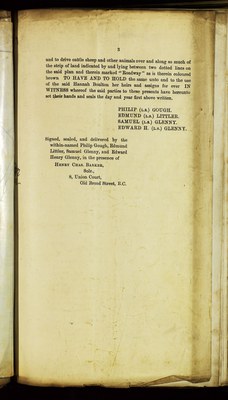 3
and to drive cattle sheep and other animals over and along so much of
the strip of land indicated by and lying between two dotted lines on
the said plan and therein marked "Roadway" as is therein coloured
brown TO HAVE AND TO HOLD the same unto and to the use
of the said Hannah Boulton her heirs and assigns for ever IN
WITNESS whereof the said parties to these presents have hereunto
set their hands and seals the day and year first above written.
PHILIP (L.S.) GOUGH.
EDMUND (L.S.) LITTLER.
SAMUEL (L.S.) GLENNY.
EDWARD H. (L.S.) GLENNY.
Signed, sealed, and delivered by the
within-named Philip Gough, Edmund
Littler, Samuel Glenny, and Edward
Henry Glenny, in the presence of
HENRY CHAS. BARKER,
Solr.,
8, Union Court,
Old Broad Street, E.C.